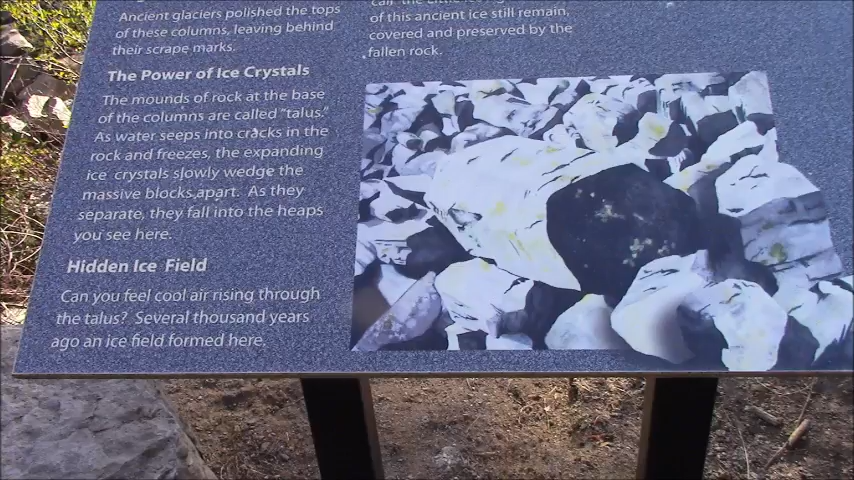 Ancient glaciers polished the tops
of these columns, leaving behind
their scrape marks.
The Power of Ice Crystals
The mounds of rock at the base
of the columns are called "talus."
As water seeps into cracks in the
rock and freezes, the expanding
ice crystals slowly wedge the
massive blocks apart. As they
separate, they fall into the heaps
you see here.
Hidden Ice Field
Can you feel cool air rising through
the talus? Several thousand years
ago an ice field formed here.
of this ancient ice still remain,
covered and preserved by the
fallen rock.